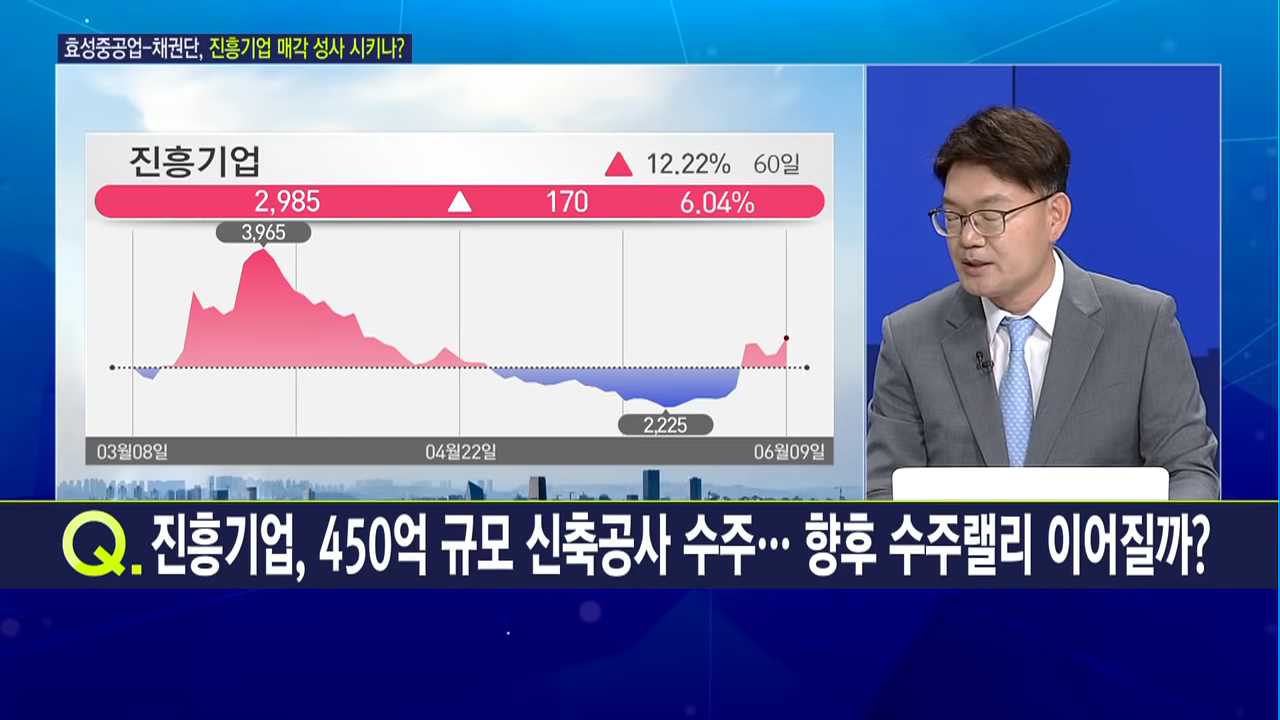 효성중공업-채권단, 진흥기업 매각 성사 시키나?
진흥기업
▲ 12.22% 60일
2,985 ▲ 170 6.04%
3,965
2,225
03월08일 04월22일 06월09일
Q. 진흥기업, 450억 규모 신축공사 수주… 향후 수주랠리 이어질까?